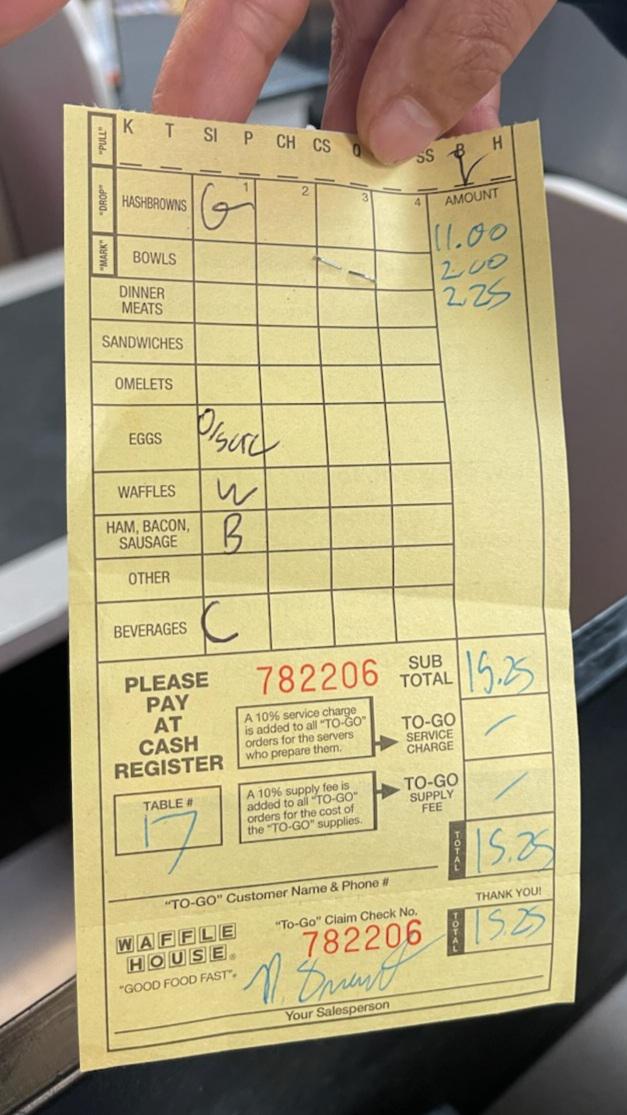 "PULL" K T SI P CH CS O SS B H
"DROP" HASHBROWNS G 1 2 3 4 AMOUNT
11.00
"MARK" BOWLS 2.00
DINNER MEATS 2.25
SANDWICHES
OMELETS
EGGS
WAFFLES W
HAM, BACON, SAUSAGE B
OTHER
BEVERAGES C
PLEASE
PAY
AT
CASH
REGISTER
782206
SUB TOTAL 15.25
A 10% service charge
is added to all "TO-GO"
orders for the servers
who prepare them.
TO-GO
SERVICE
CHARGE
A 10% supply fee is
added to all "TO-GO"
orders for the cost of
the "TO-GO" supplies.
TO-GO
SUPPLY
FEE
TABLE #
17
TOTAL 15.25
"TO-GO" Customer Name & Phone #
THANK YOU!
"To-Go" Claim Check No.
782206
TOTAL 15.25
WAFFLE
HOUSE®
"GOOD FOOD FAST"®
Your Salesperson